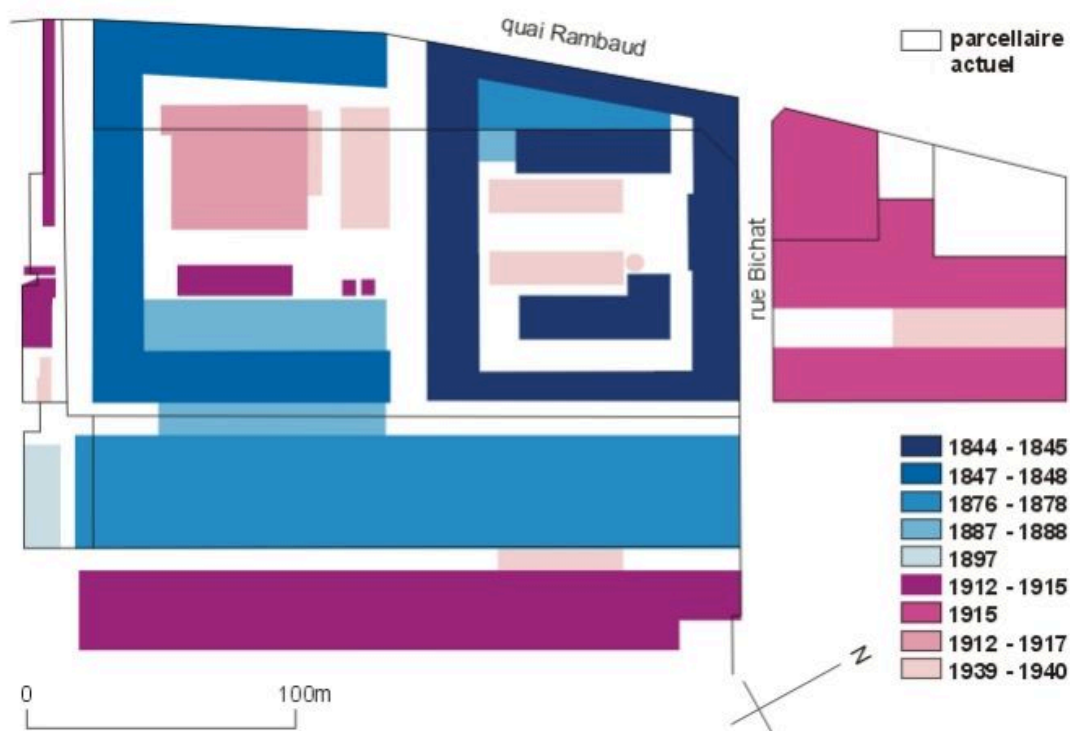 quai Rambaud
parcellaire
actuel
rue Bichat
1844 - 1845
1847 - 1848
1876 - 1878
1887 - 1888
1897
1912 - 1915
1915
1912 - 1917
1939 - 1940
N
0 100m